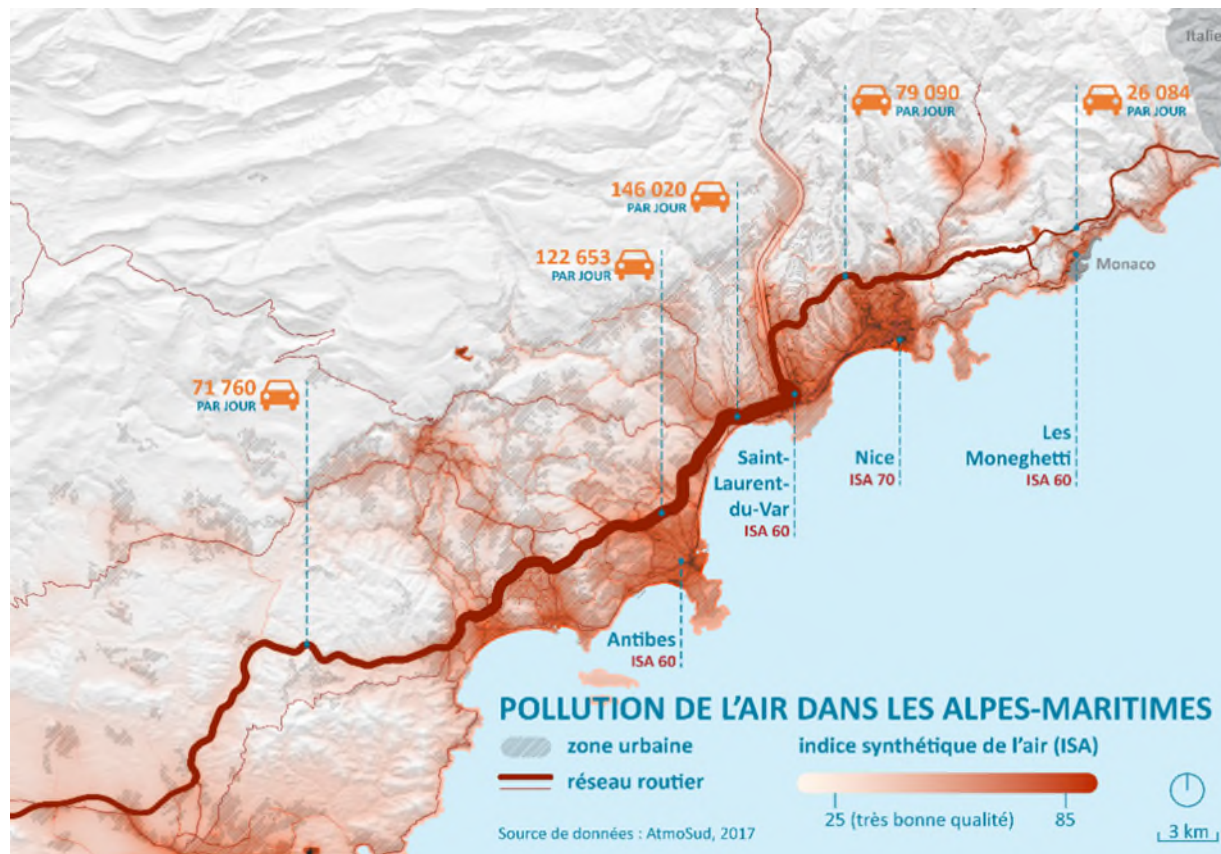 Italie
79 090
PAR JOUR
26 084
PAR JOUR
146 020
PAR JOUR
122 653
PAR JOUR
Monaco
71 760
PAR JOUR
Saint-
Laurent-
du-Var
ISA 60
Nice
ISA 70
Les
Moneghetti
ISA 60
Antibes
ISA 60
POLLUTION DE L'AIR DANS LES ALPES-MARITIMES
zone urbaine
réseau routier
indice synthétique de l'air (ISA)
25 (très bonne qualité)
85
Source de données : AtmoSud, 2017
3 km